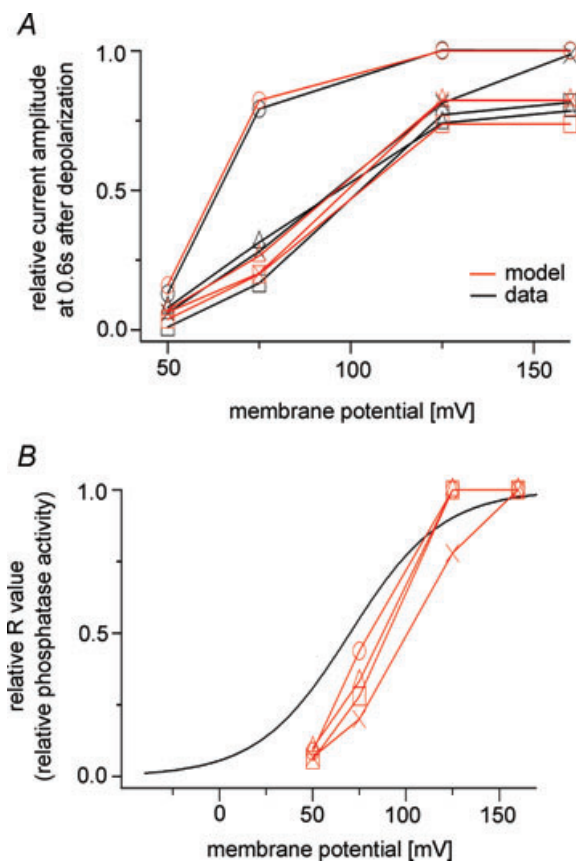 A
relative current amplitude
at 0.6s after depolarization
1.0
0.5
0.0
model
data
50
100
150
membrane potential [mV]
B
relative R value
(relative phosphatase activity)
1.0
0.5
0.0
0
50
100
150
membrane potential [mV]